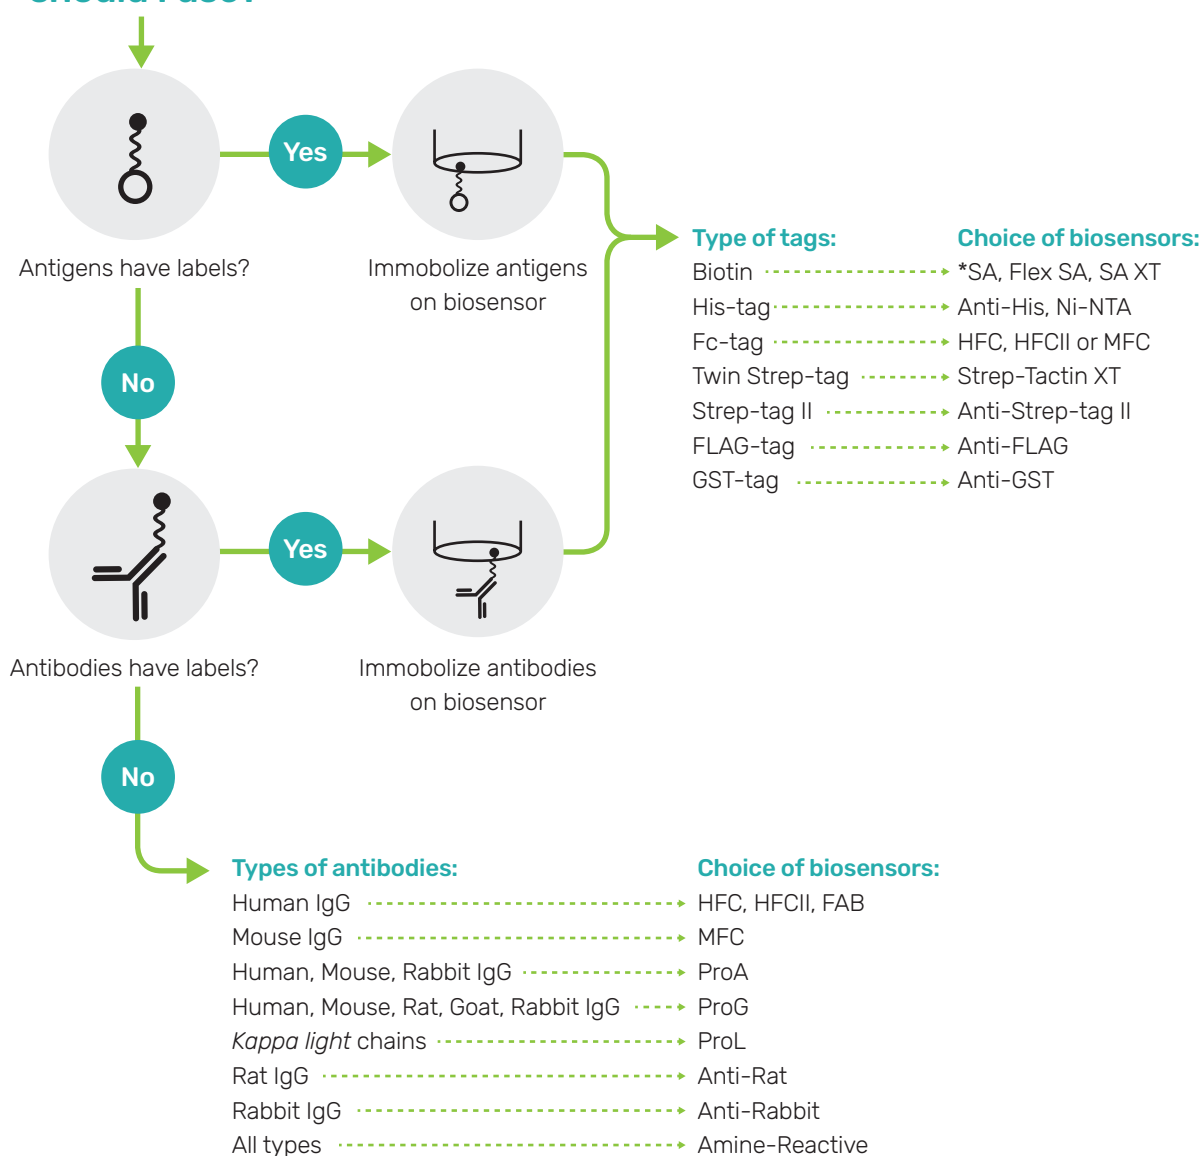 should I use?
Yes
Antigens have labels?
Immobolize antigens
on biosensor
Type of tags: Choice of biosensors:
Biotin *SA, Flex SA, SA XT
His-tag Anti-His, Ni-NTA
Fc-tag HFC, HFCII or MFC
Twin Strep-tag Strep-Tactin XT
Strep-tag II Anti-Strep-tag II
FLAG-tag Anti-FLAG
GST-tag Anti-GST
No
Yes
Antibodies have labels?
Immobolize antibodies
on biosensor
No
Types of antibodies: Choice of biosensors:
Human IgG HFC, HFCII, FAB
Mouse IgG MFC
Human, Mouse, Rabbit IgG ProA
Human, Mouse, Rat, Goat, Rabbit IgG ProG
Kappa light chains ProL
Rat IgG Anti-Rat
Rabbit IgG Anti-Rabbit
All types Amine-Reactive